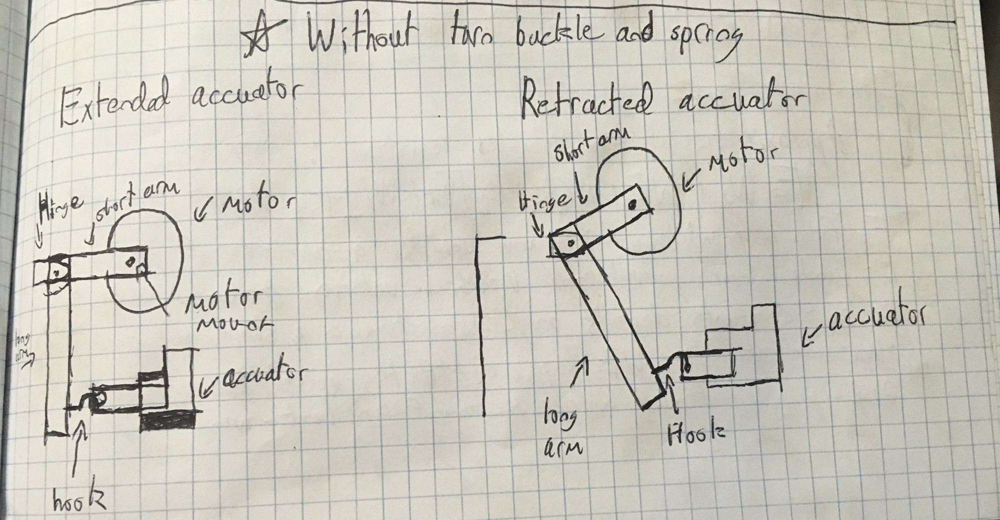 ☆ Without turn buckle and spring
Extended accuator
Retracted accuator
Hinge
short arm
Motor
Motor
mount
long
arm
accuator
hook
short arm
Motor
Hinge
accuator
long
arm
Hook